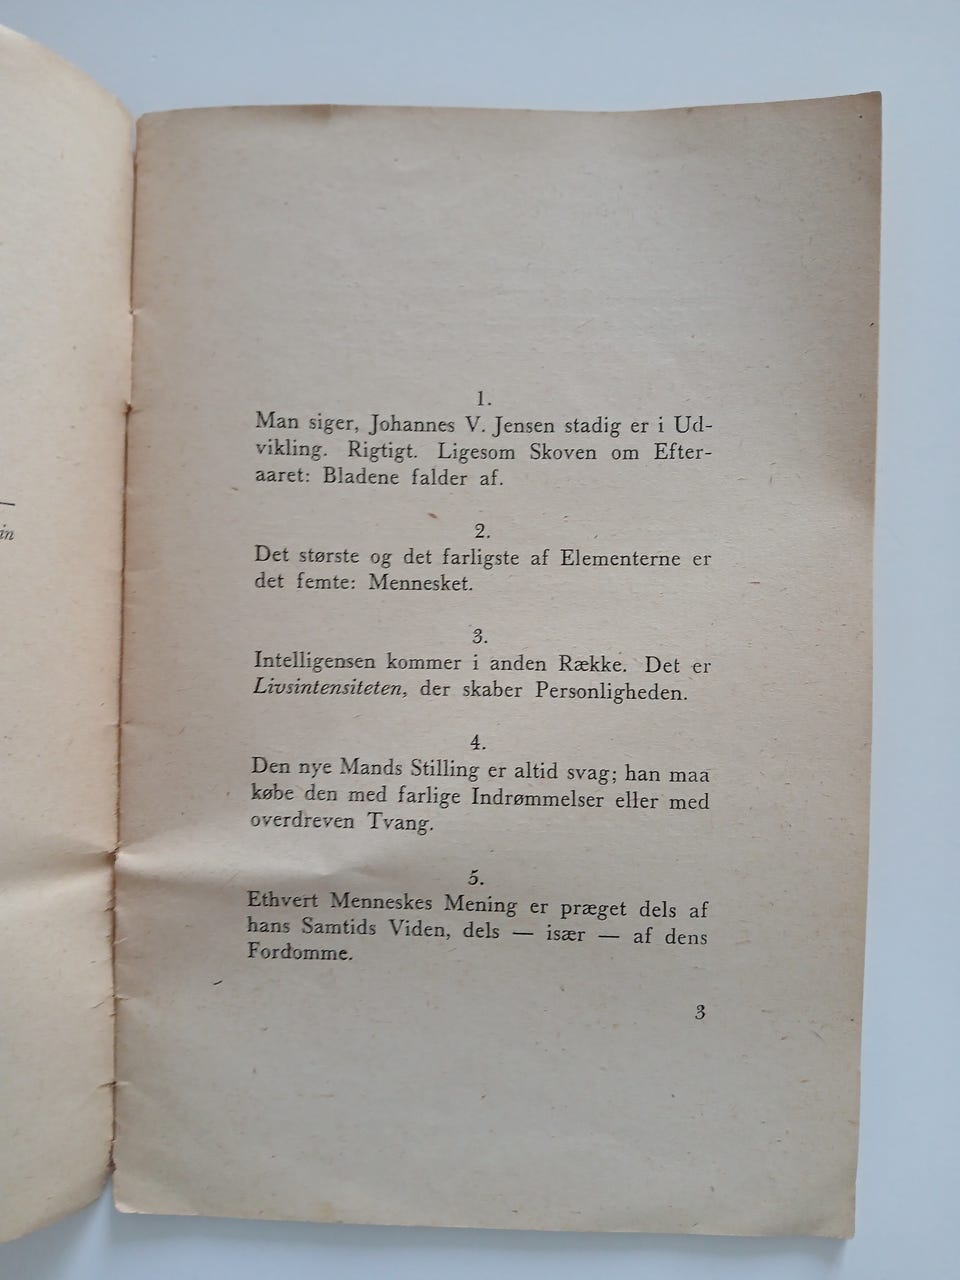 in
1.
Man siger, Johannes V. Jensen stadig er i Ud-
vikling. Rigtigt. Ligesom Skoven om Efter-
aaret: Bladene falder af.
2.
Det største og det farligste af Elementerne er
det femte: Mennesket.
3.
Intelligensen kommer i anden Række. Det er
Livsintensiteten, der skaber Personligheden.
4.
Den nye Mands Stilling er altid svag; han maa
købe den med farlige Indrømmelser eller med
overdreven Tvang.
5.
Ethvert Menneskes Mening er præget dels af
hans Samtids Viden, dels — især — af dens
Fordomme.
3